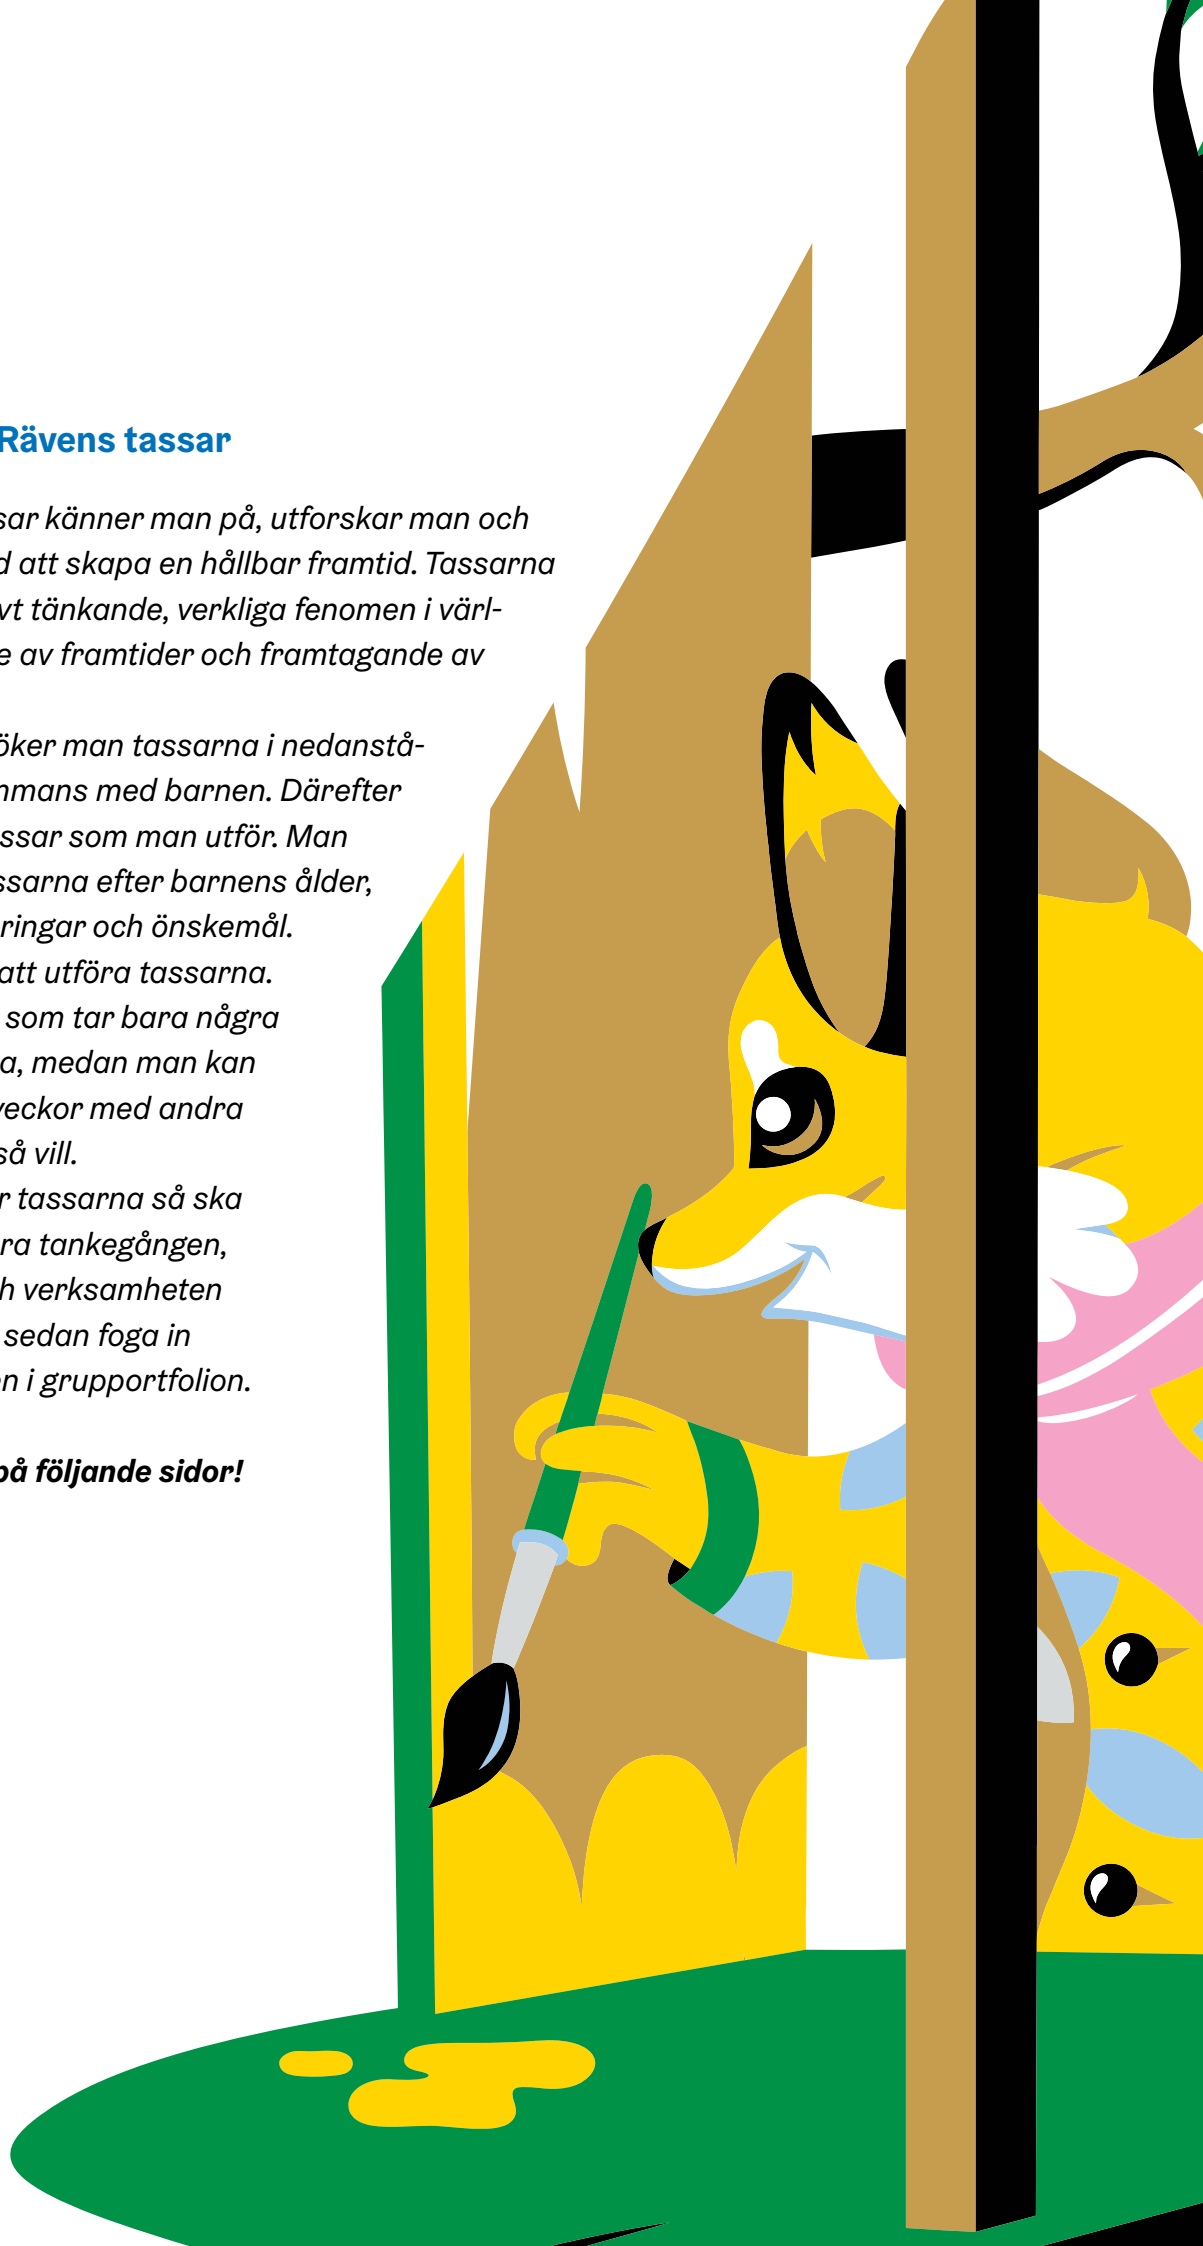 Rävens tassar
sar känner man på, utforskar man och
d att skapa en hållbar framtid. Tassarna
vt tänkande, verkliga fenomen i värl-
e av framtider och framtagande av
öker man tassarna i nedanstå-
nmans med barnen. Därefter
assar som man utför. Man
ssarna efter barnens ålder,
ringar och önskemål.
att utföra tassarna.
som tar bara några
a, medan man kan
veckor med andra
så vill.
r tassarna så ska
ra tankegången,
h verksamheten
sedan foga in
n i grupportfolion.
på följande sidor!